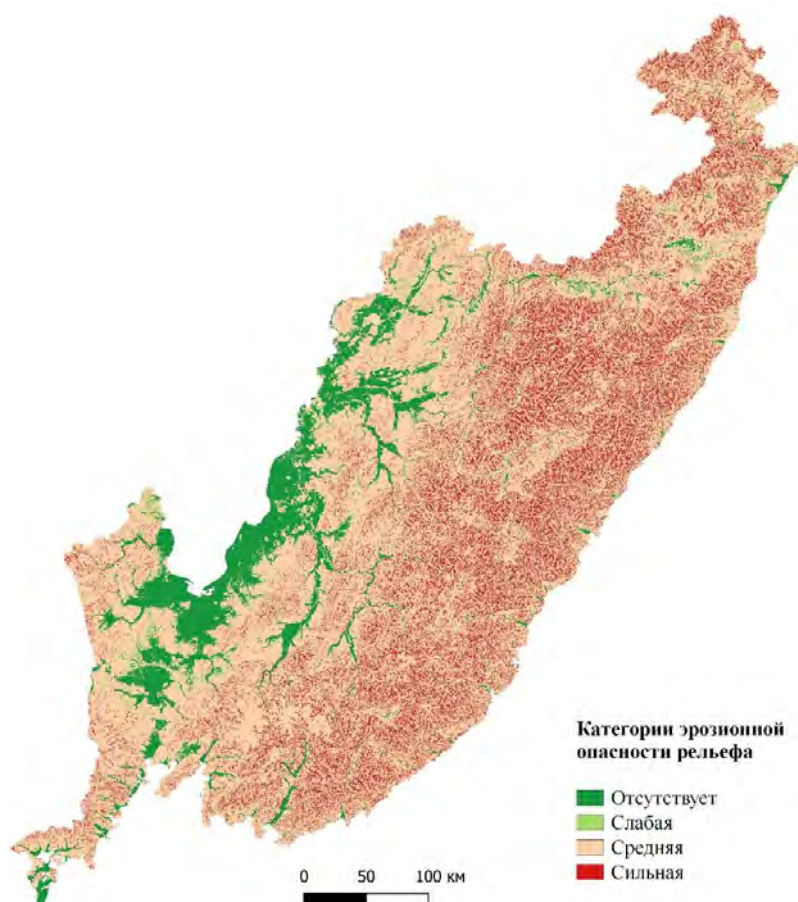 Категории эрозионной
опасности рельефа
Отсутствует
Слабая
Средняя
Сильная
0 50 100 км